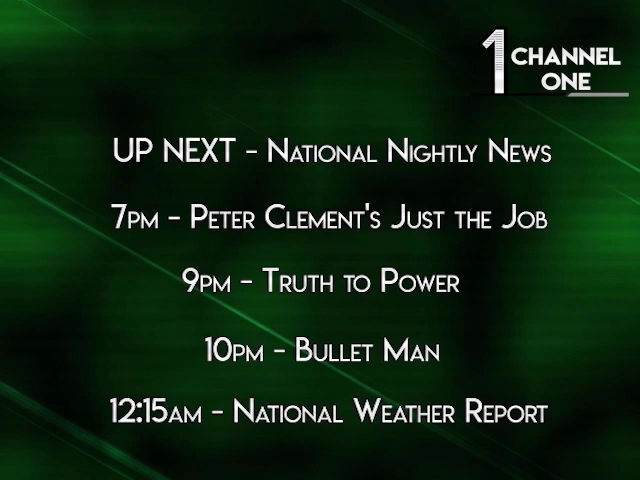 1 CHANNEL
ONE
UP NEXT - NATIONAL NIGHTLY NEWS
7PM - PETER CLEMENT'S JUST THE JOB
9PM - TRUTH TO POWER
10PM - BULLET MAN
12:15AM - NATIONAL WEATHER REPORT